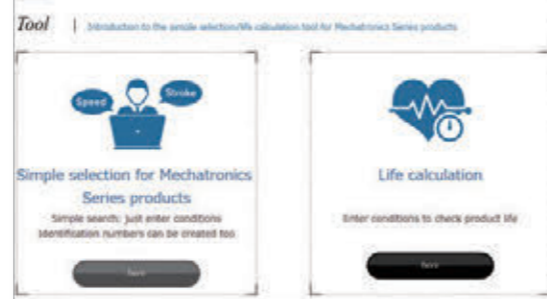 Tool | Introduction to the simple selection/life calculation tool for Mechatronics Series products
Speed
Stroke
Simple selection for Mechatronics
Series products
Simple search: just enter conditions
Identification numbers can be created too
here
Life calculation
Enter conditions to check product life
here